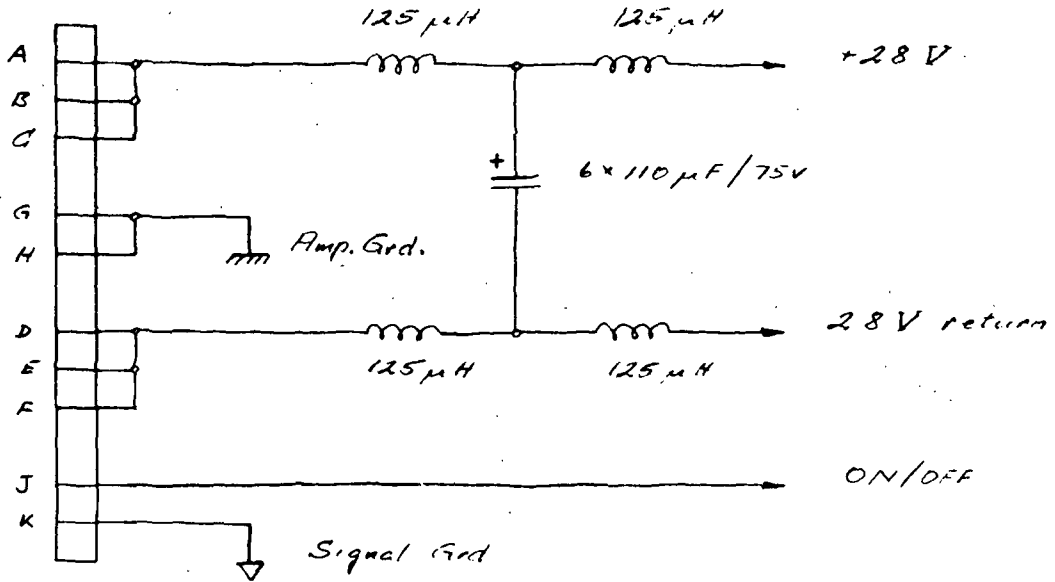 125 μH 125 μH
A +28 V
B
C
+ 6 x 110 μF/75V
G
H Amp. Grd.
D 28 V return
E 125 μH 125 μH
F
J ON/OFF
K
Signal Grd